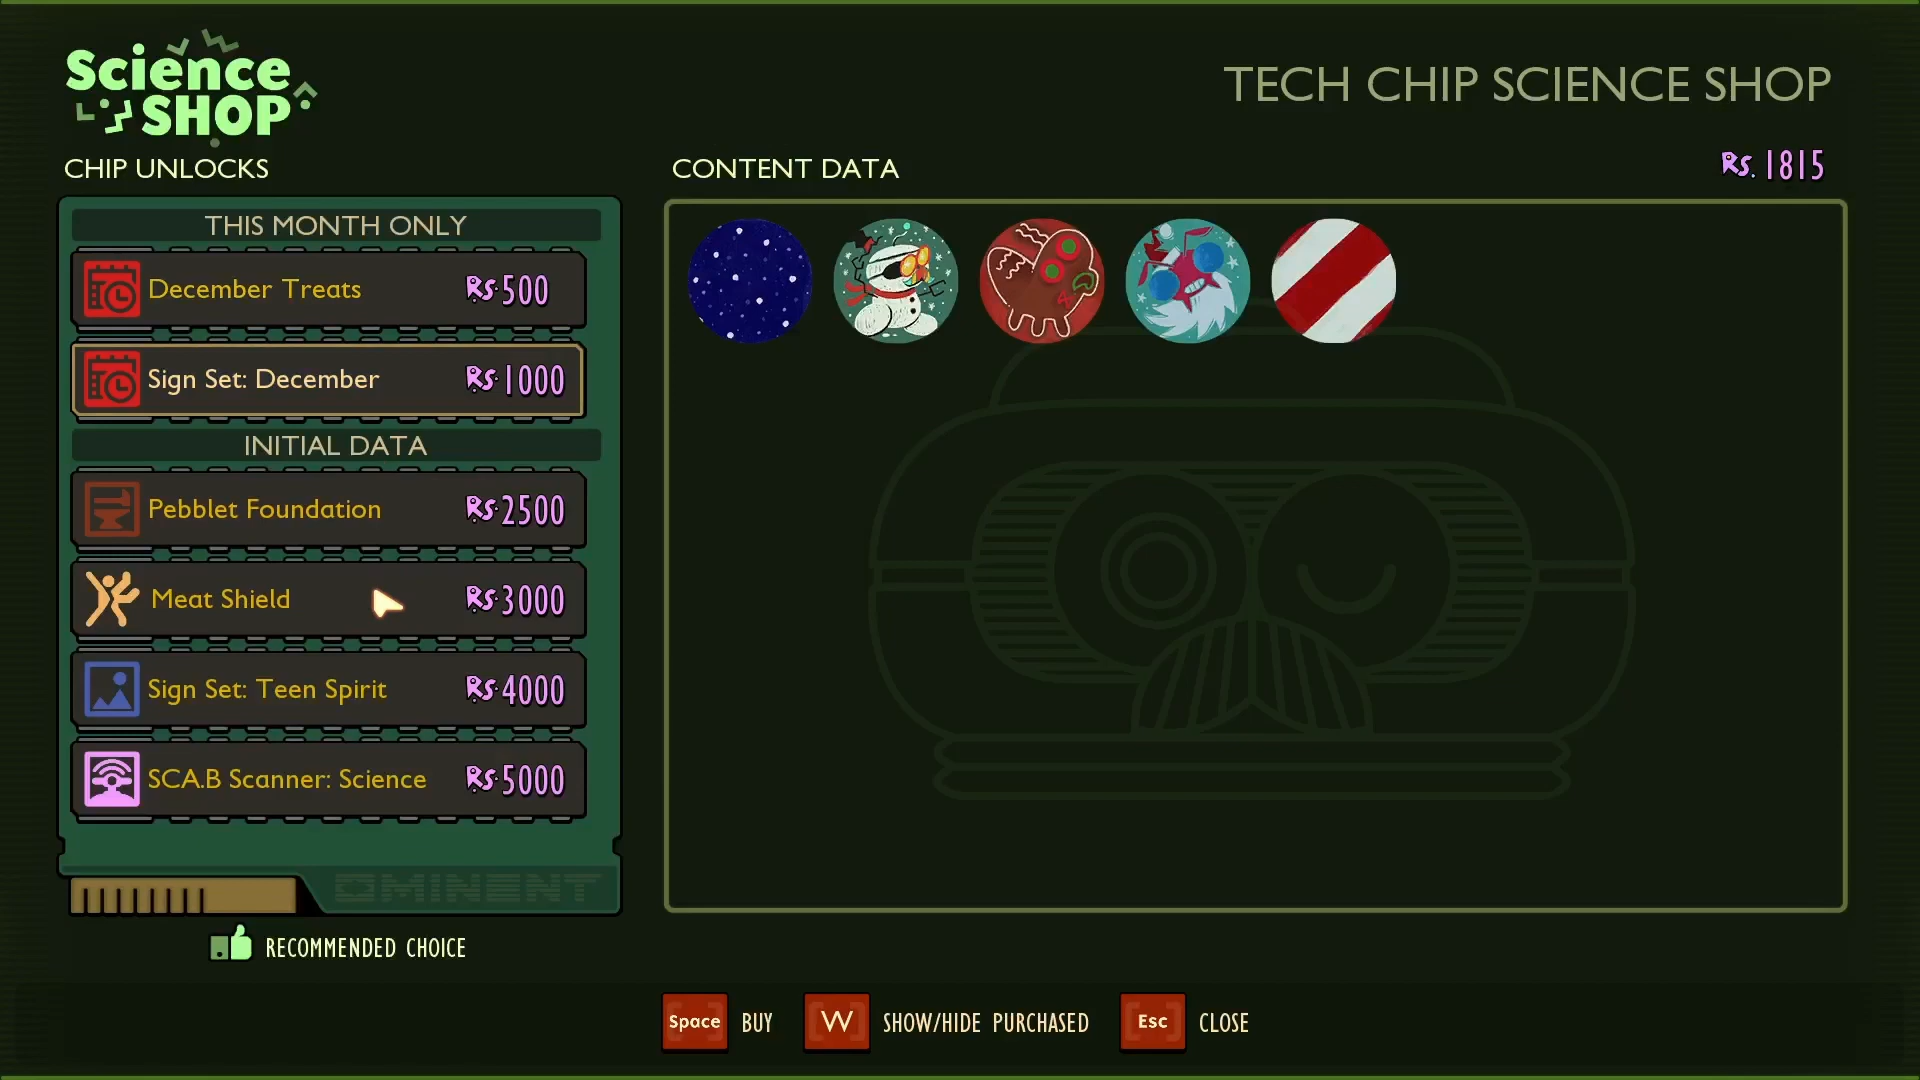 Science
SHOP
TECH CHIP SCIENCE SHOP
CHIP UNLOCKS
CONTENT DATA
Rs. 1815
THIS MONTH ONLY
December Treats Rs. 500
Sign Set: December Rs. 1000
INITIAL DATA
Pebblet Foundation Rs. 2500
Meat Shield Rs. 3000
Sign Set: Teen Spirit Rs. 4000
SCA.B Scanner: Science Rs. 5000
OMINENT
RECOMMENDED CHOICE
Space BUY W SHOW/HIDE PURCHASED Esc CLOSE